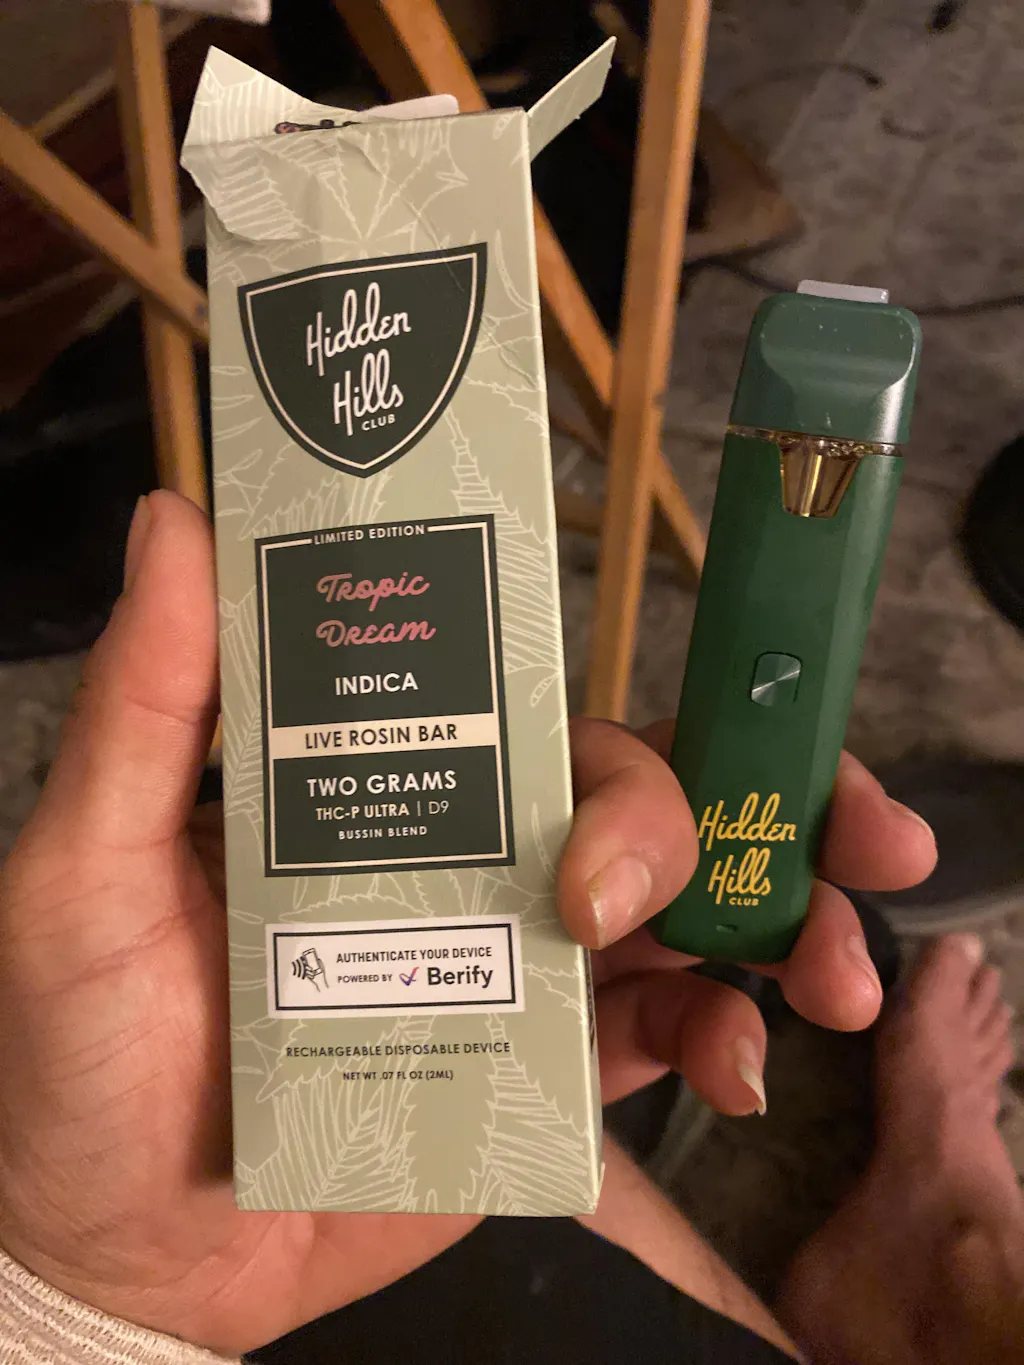 Hidden
Hills
CLUB
LIMITED EDITION
Tropic
Dream
INDICA
LIVE ROSIN BAR
TWO GRAMS
THC-P ULTRA | D9
BUSSIN BLEND
AUTHENTICATE YOUR DEVICE
POWERED BY Berify
RECHARGEABLE DISPOSABLE DEVICE
NET WT .07 FL OZ (2ML)
Hidden
Hills
CLUB